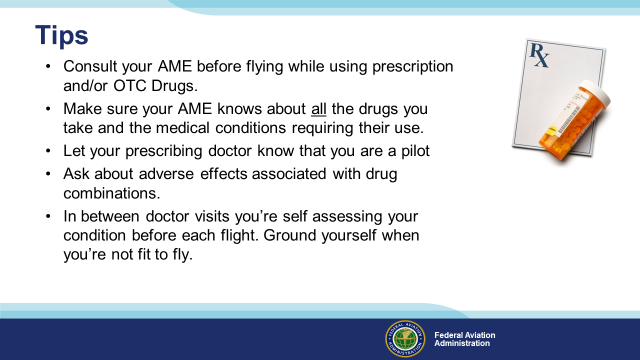 Tips
• Consult your AME before flying while using prescription
and/or OTC Drugs.
• Make sure your AME knows about all the drugs you
take and the medical conditions requiring their use.
• Let your prescribing doctor know that you are a pilot
• Ask about adverse effects associated with drug
combinations.
• In between doctor visits you’re self assessing your
condition before each flight. Ground yourself when
you’re not fit to fly.
Rx
Federal Aviation
Administration